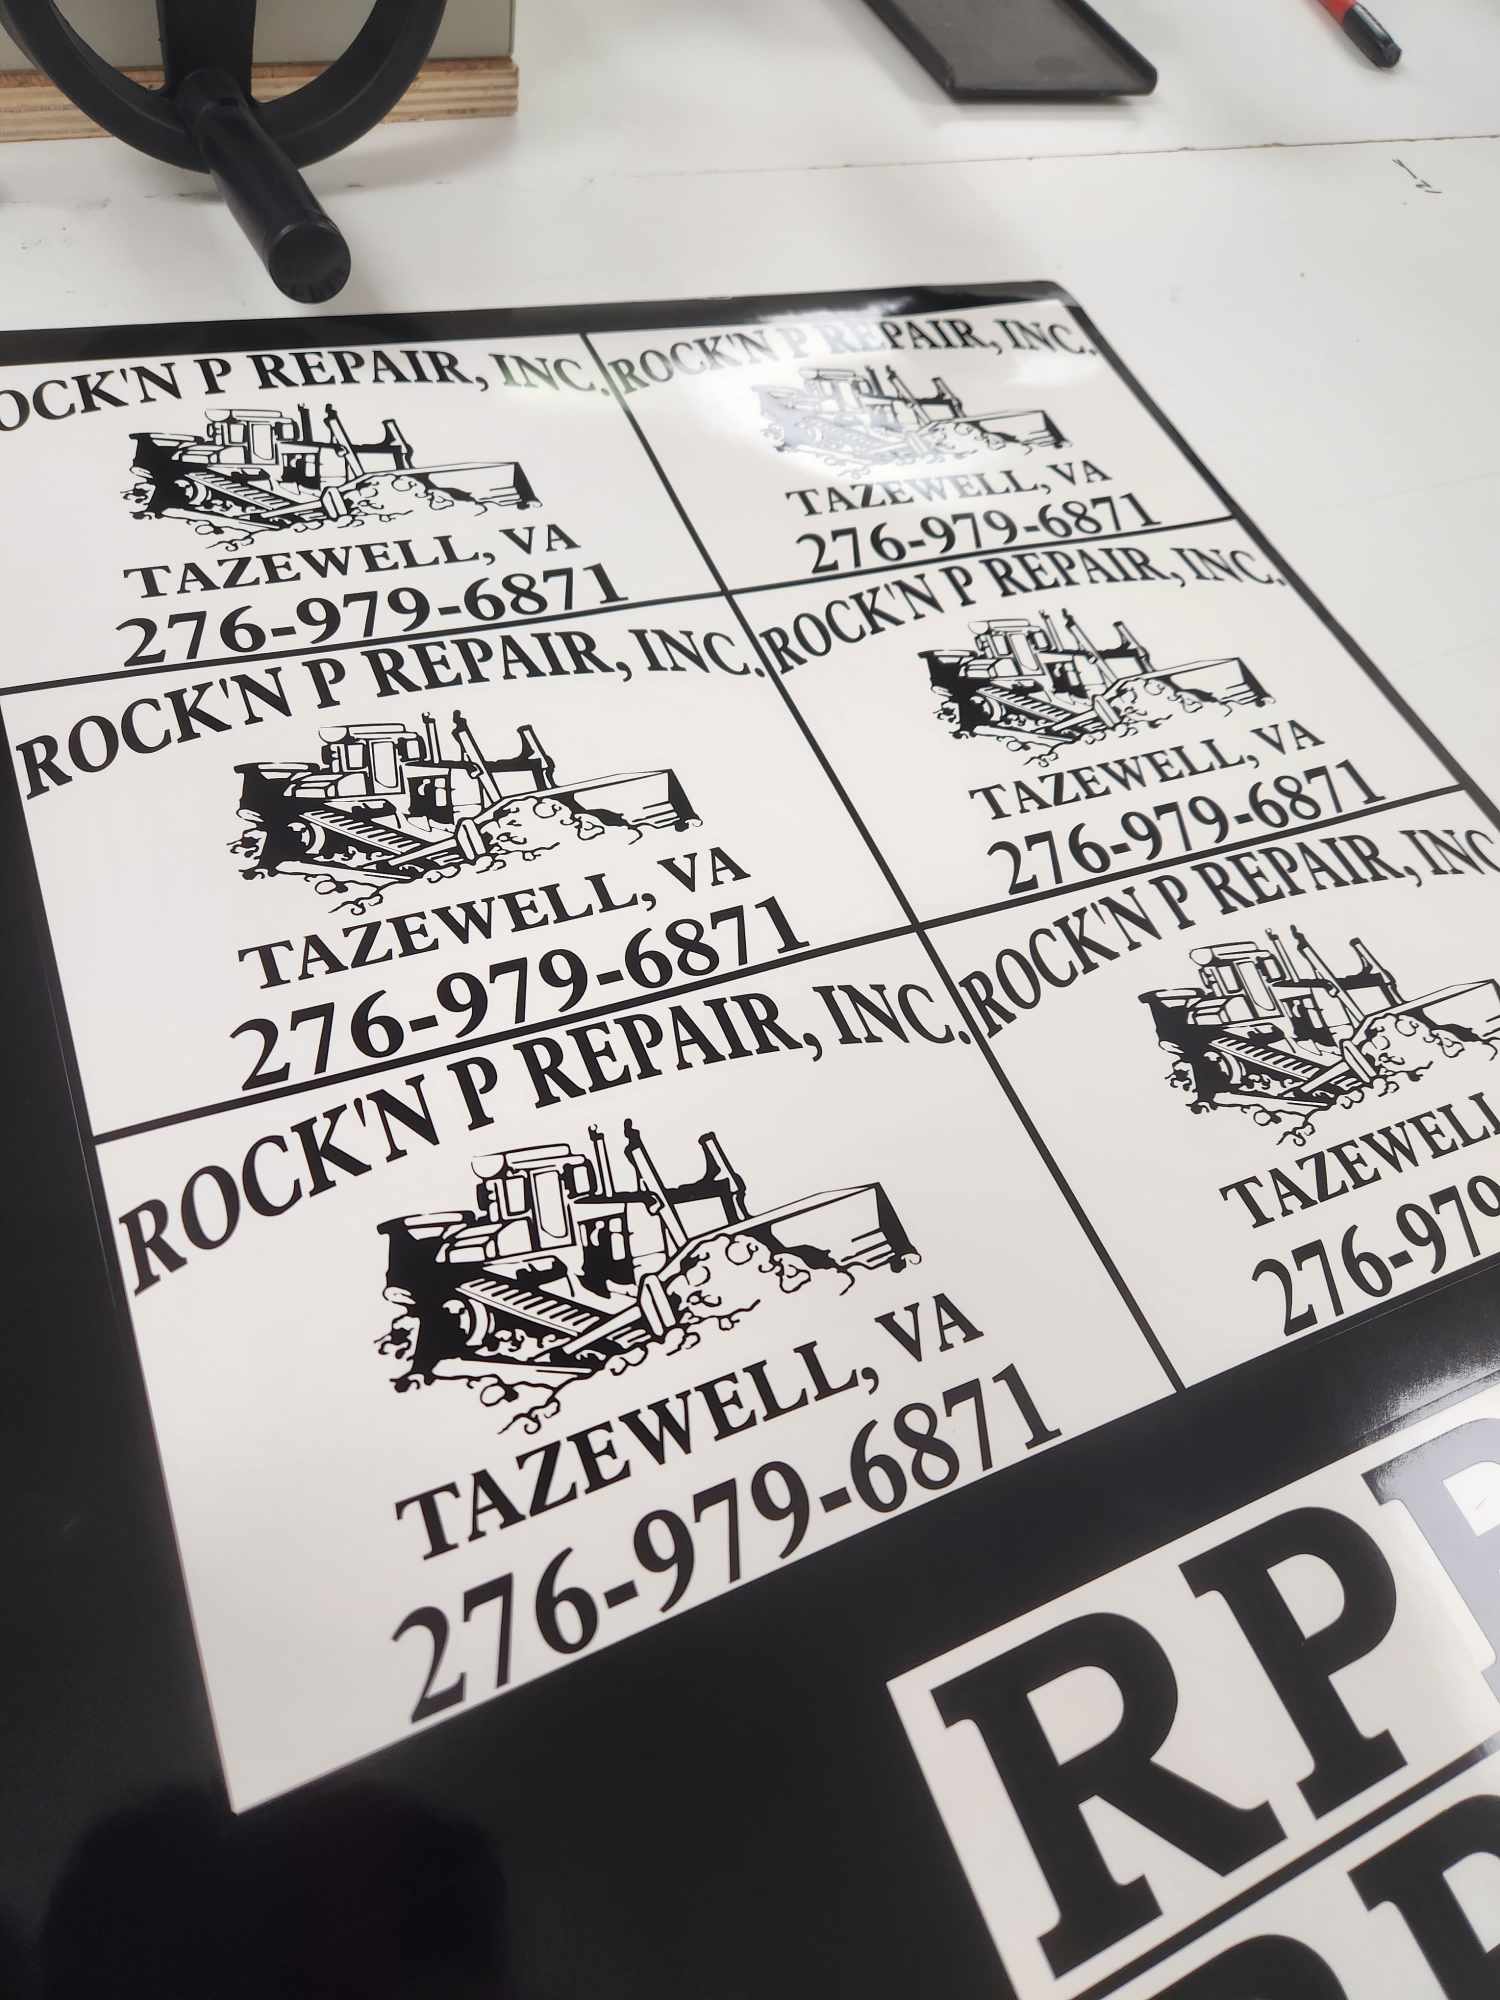 OCK'N P REPAIR, INC.
TAZEWELL, VA
276-979-6871
ROCK'N P REPAIR, INC.
TAZEWELL, VA
276-979-6871
ROCK'N P REPAIR, INC.
TAZEWELL, VA
276-979-6871
ROCK'N P REPAIR, INC.
TAZEWELL, VA
276-979-6871
ROCK'N P REPAIR, INC.
TAZEWELL, VA
276-979-6871
ROCK'N P REPAIR, INC
TAZEWELL
276-979
RP